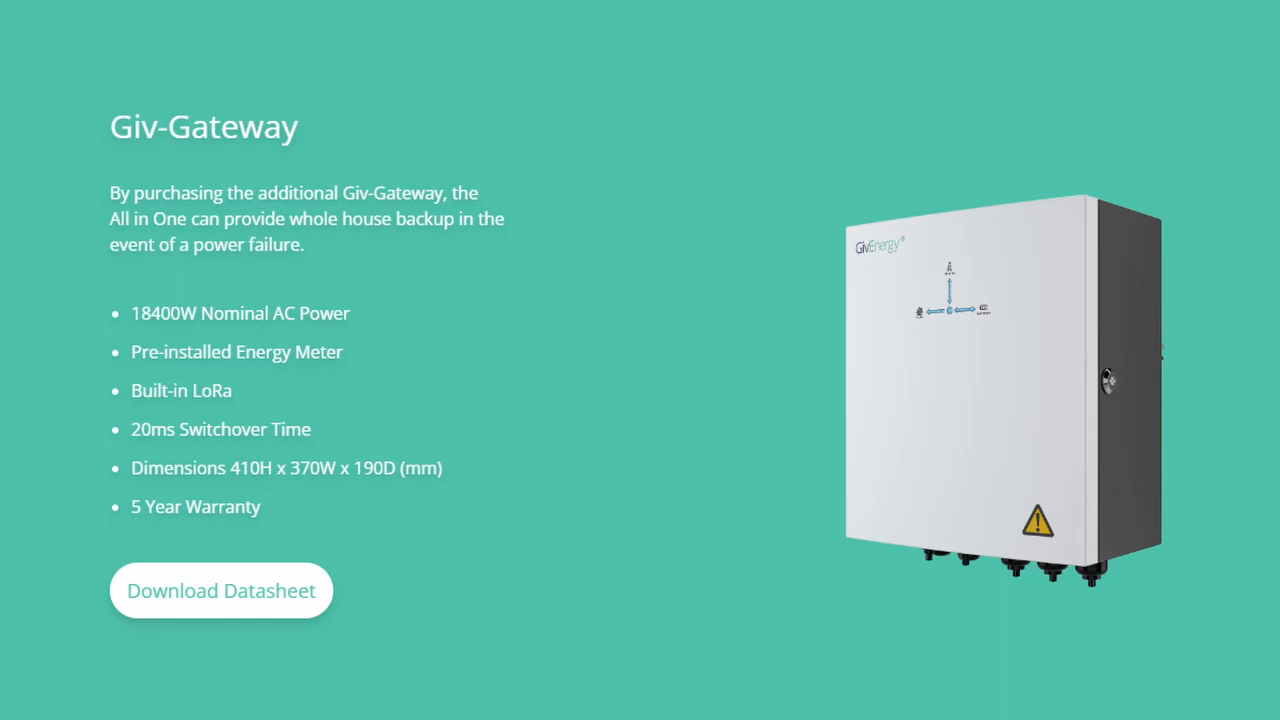 Giv-Gateway
By purchasing the additional Giv-Gateway, the
All in One can provide whole house backup in the
event of a power failure.
• 18400W Nominal AC Power
• Pre-installed Energy Meter
• Built-in LoRa
• 20ms Switchover Time
• Dimensions 410H x 370W x 190D (mm)
• 5 Year Warranty
Download Datasheet
GivEnergy®